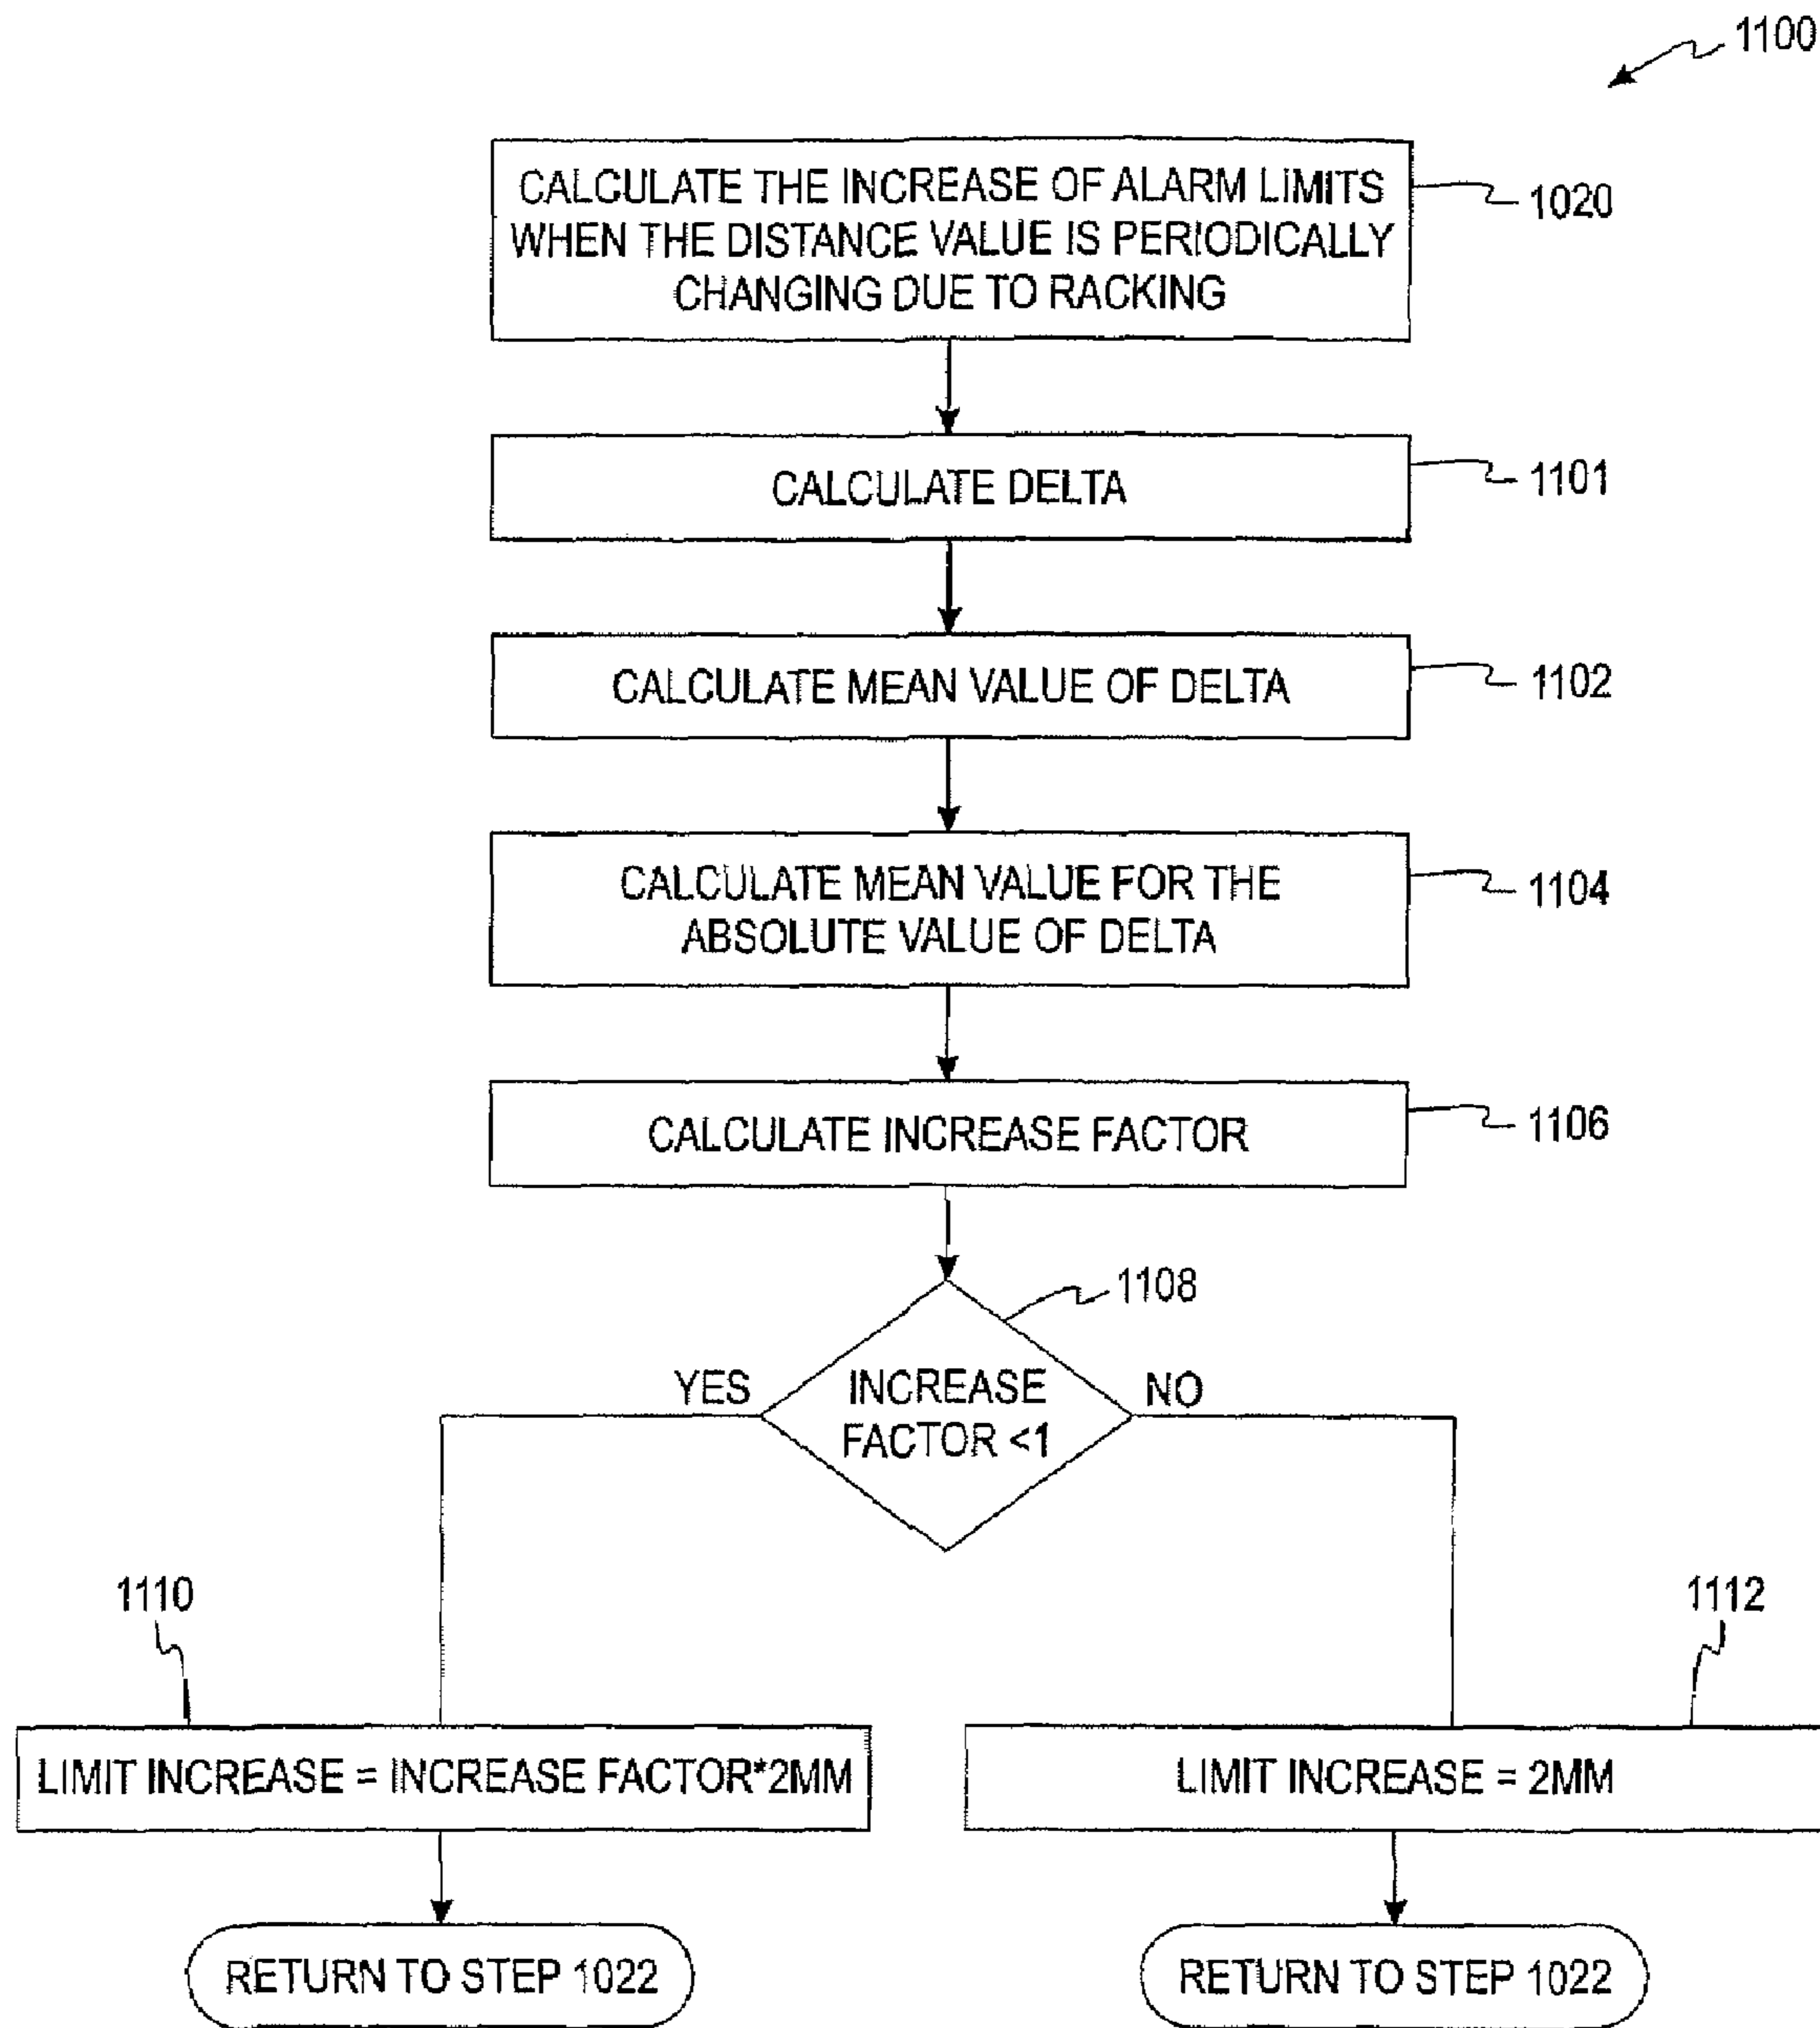 1100
CALCULATE THE INCREASE OF ALARM LIMITS
WHEN THE DISTANCE VALUE IS PERIODICALLY
CHANGING DUE TO RACKING
1020
CALCULATE DELTA
1101
CALCULATE MEAN VALUE OF DELTA
1102
CALCULATE MEAN VALUE FOR THE
ABSOLUTE VALUE OF DELTA
1104
CALCULATE INCREASE FACTOR
1106
1108
YES
INCREASE
FACTOR <1
NO
1110
1112
LIMIT INCREASE = INCREASE FACTOR*2MM
LIMIT INCREASE = 2MM
RETURN TO STEP 1022
RETURN TO STEP 1022